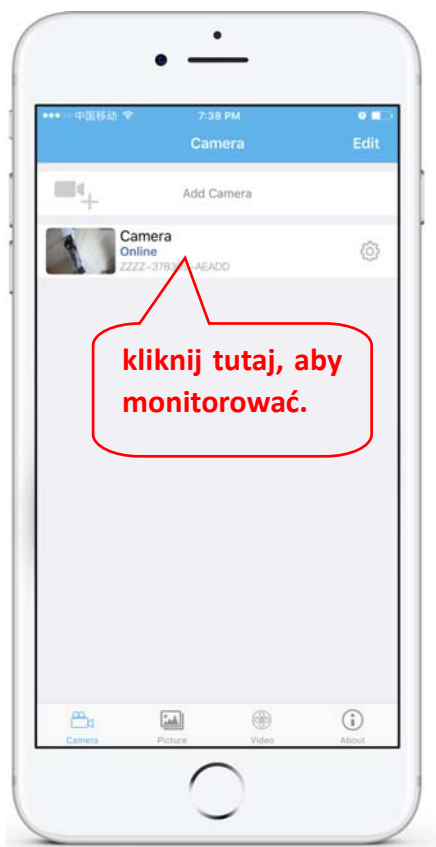 中国移动 7:38 PM
Camera Edit
Add Camera
Camera
Online
kliknij tutaj, aby
monitorować.
Camera Picture Video About